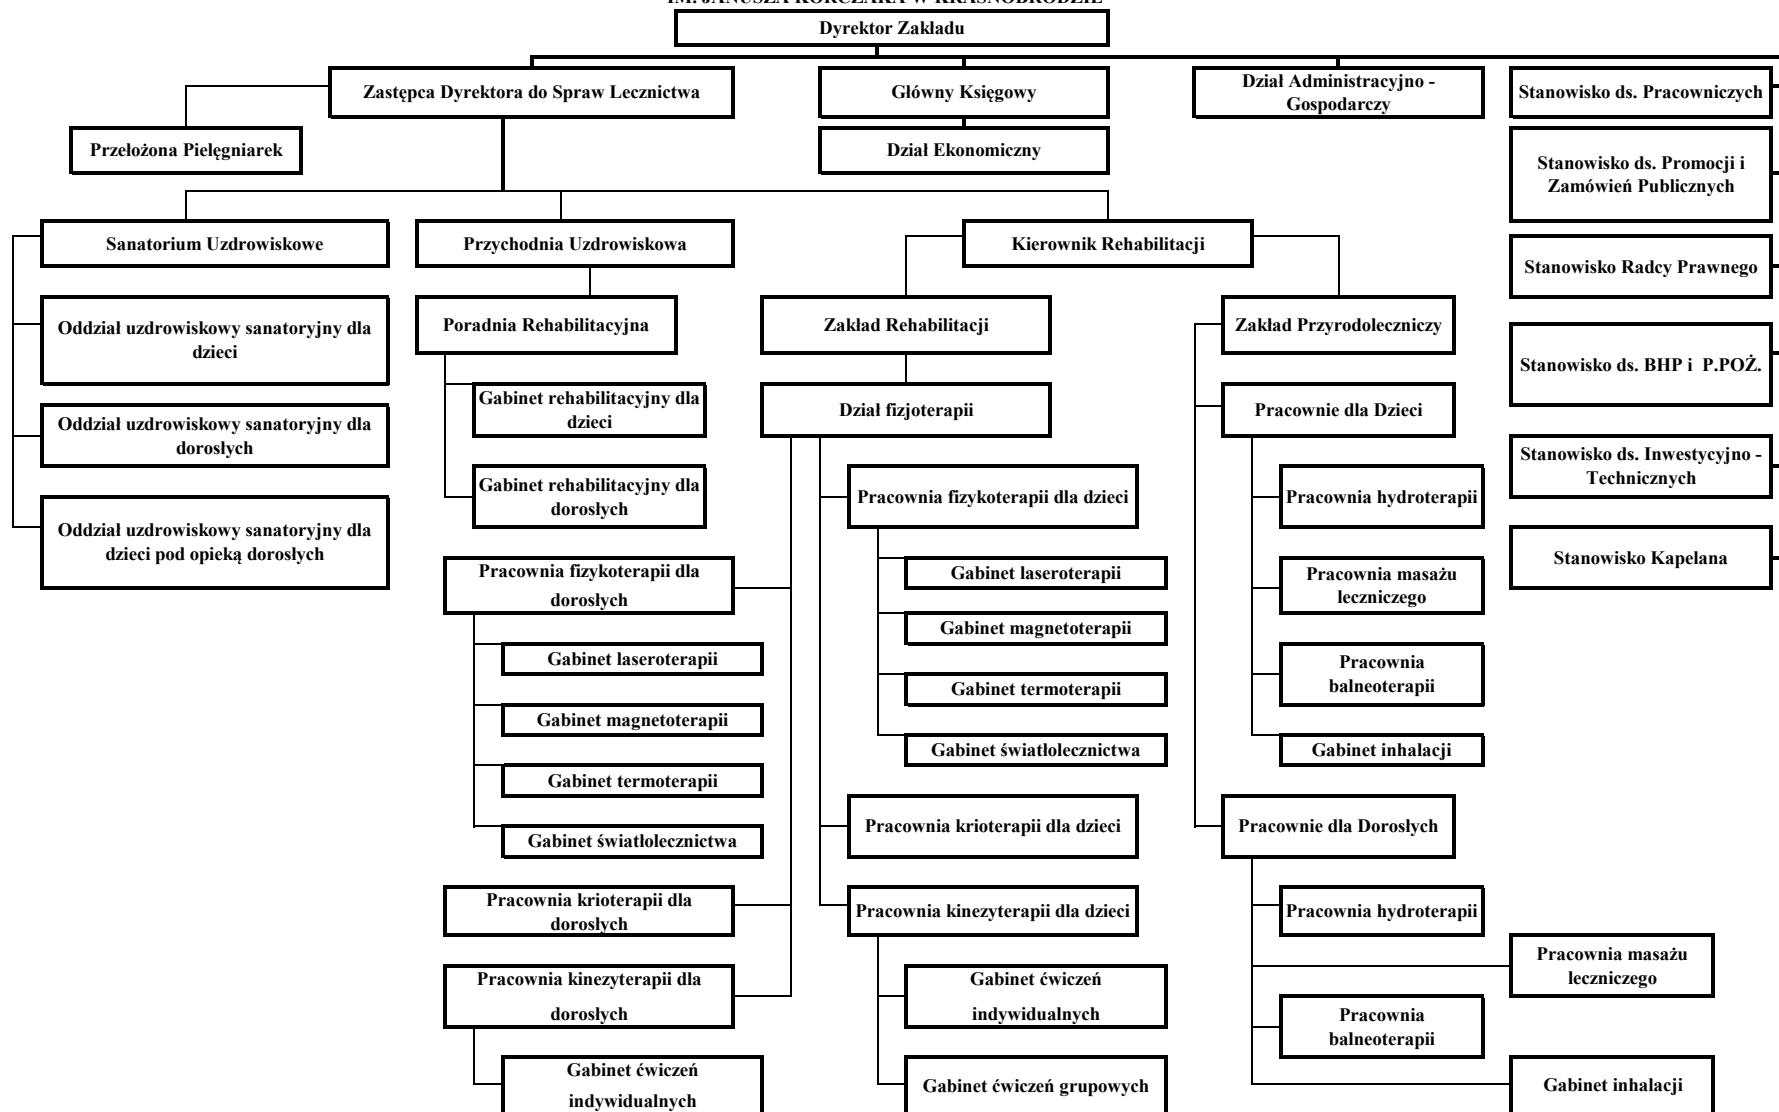 IM. JANUSZA KORCZAKA W KRASNOBRODZIE
Dyrektor Zakładu
Zastępca Dyrektora do Spraw Lecznictwa
Główny Księgowy
Dział Administracyjno -
Gospodarczy
Stanowisko ds. Pracowniczych
Przełożona Pielęgniarek
Dział Ekonomiczny
Stanowisko ds. Promocji i
Zamówień Publicznych
Sanatorium Uzdrowiskowe
Przychodnia Uzdrowiskowa
Kierownik Rehabilitacji
Stanowisko Radcy Prawnego
Oddział uzdrowiskowy sanatoryjny dla
dzieci
Poradnia Rehabilitacyjna
Zakład Rehabilitacji
Zakład Przyrodoleczniczy
Stanowisko ds. BHP i P.POŻ.
Gabinet rehabilitacyjny dla
dzieci
Dział fizjoterapii
Pracownie dla Dzieci
Oddział uzdrowiskowy sanatoryjny dla
dorosłych
Stanowisko ds. Inwestycyjno -
Technicznych
Gabinet rehabilitacyjny dla
dorosłych
Pracownia fizykoterapii dla dzieci
Pracownia hydroterapii
Oddział uzdrowiskowy sanatoryjny dla
dzieci pod opieką dorosłych
Stanowisko Kapelana
Pracownia fizykoterapii dla
dorosłych
Gabinet laseroterapii
Pracownia masażu
leczniczego
Gabinet magnetoterapii
Gabinet laseroterapii
Pracownia
balneoterapii
Gabinet termoterapii
Gabinet magnetoterapii
Gabinet światłolecznictwa
Gabinet inhalacji
Gabinet termoterapii
Pracownia krioterapii dla dzieci
Pracownie dla Dorosłych
Gabinet światłolecznictwa
Pracownia krioterapii dla
dorosłych
Pracownia kinezyterapii dla dzieci
Pracownia hydroterapii
Pracownia masażu
leczniczego
Pracownia kinezyterapii dla
dorosłych
Gabinet ćwiczeń
indywidualnych
Pracownia
balneoterapii
Gabinet ćwiczeń
indywidualnych
Gabinet ćwiczeń grupowych
Gabinet inhalacji